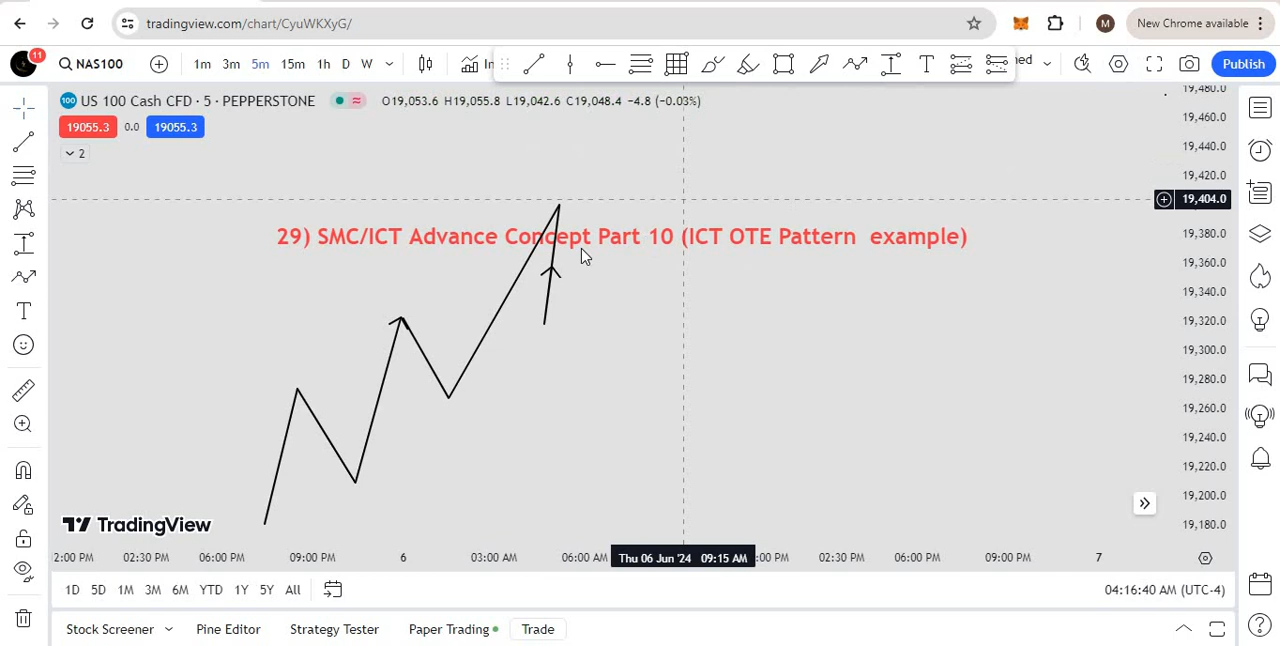 tradingview.com/chart/CyuWKXyG/
M
New Chrome available
11
NAS100
1m 3m 5m 15m 1h D W
In
T
ned
Publish
100 US 100 Cash CFD · 5 · PEPPERSTONE O19,053.6 H19,055.8 L19,042.6 C19,048.4 −4.8 (−0.03%)
19055.3 0.0 19055.3
2
29) SMC/ICT Advance Concept Part 10 (ICT OTE Pattern example)
19,480.0
19,460.0
19,440.0
19,420.0
19,404.0
19,380.0
19,360.0
19,340.0
19,320.0
19,300.0
19,280.0
19,260.0
19,240.0
19,220.0
19,200.0
19,180.0
TradingView
2:00 PM 02:30 PM 06:00 PM 09:00 PM 6 03:00 AM 06:00 AM Thu 06 Jun '24 09:15 AM :00 PM 02:30 PM 06:00 PM 09:00 PM 7
1D 5D 1M 3M 6M YTD 1Y 5Y All
04:16:40 AM (UTC-4)
Stock Screener Pine Editor Strategy Tester Paper Trading Trade